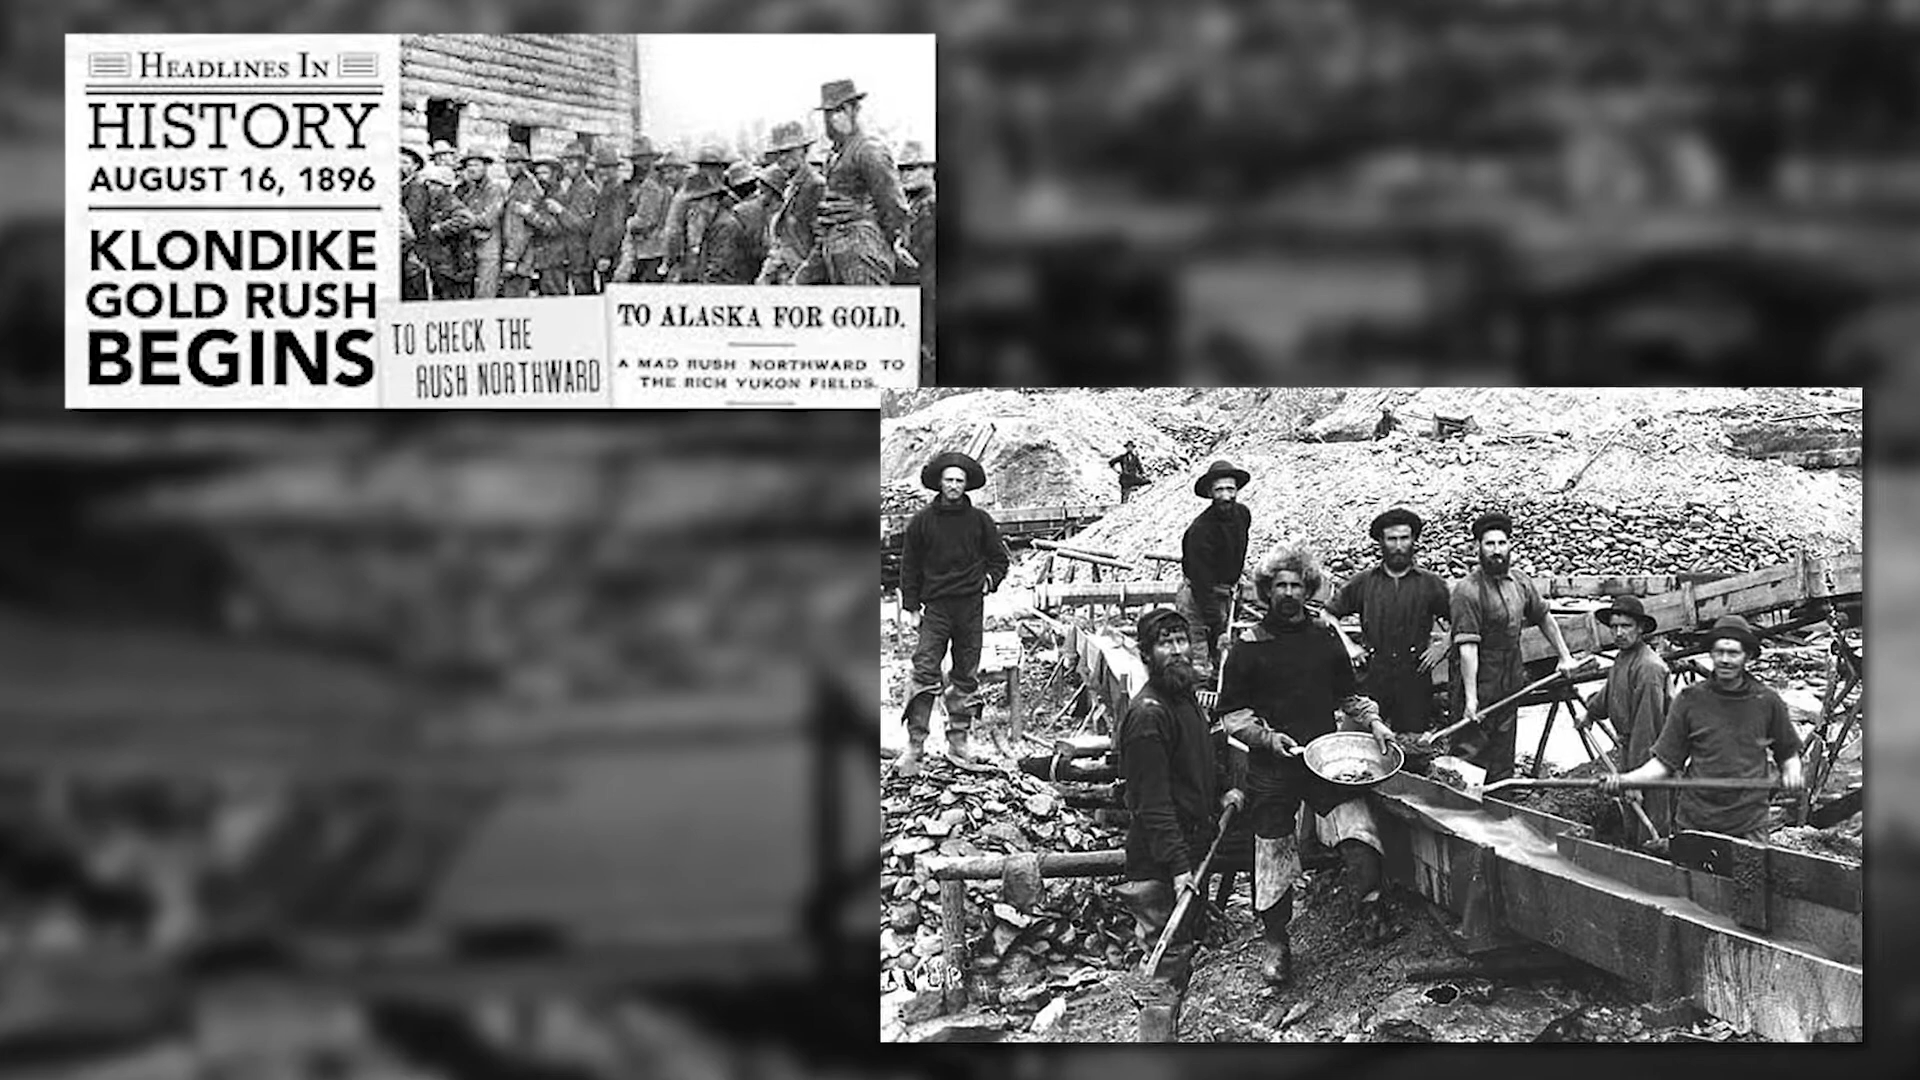 HEADLINES IN
HISTORY
AUGUST 16, 1896
KLONDIKE
GOLD RUSH
BEGINS
TO CHECK THE
RUSH NORTHWARD
TO ALASKA FOR GOLD.
A MAD RUSH NORTHWARD TO
THE RICH YUKON FIELDS.